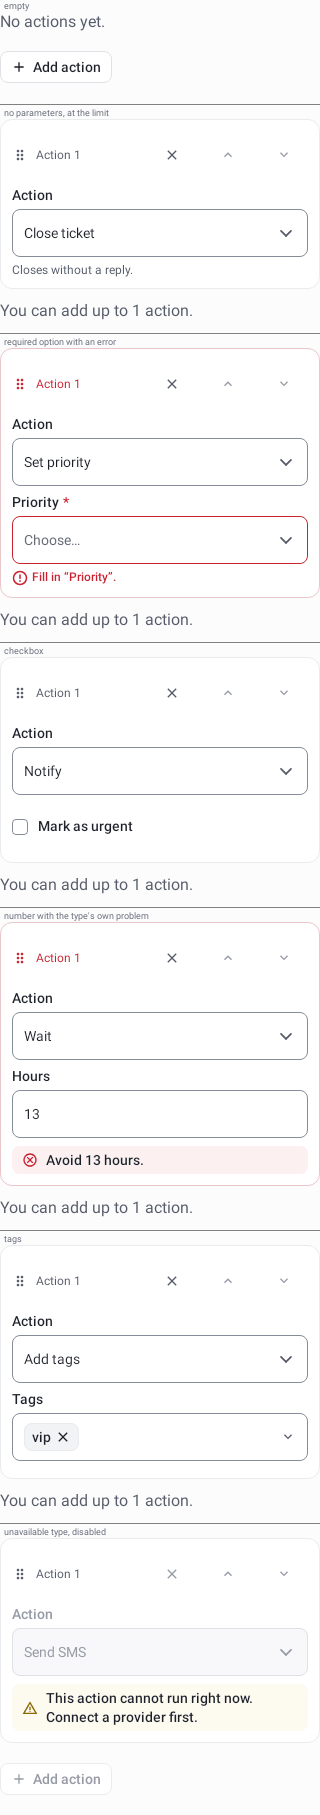 empty
No actions yet.
Add action
no parameters, at the limit
Action 1
Action
Close ticket
Closes without a reply.
You can add up to 1 action.
required option with an error
Action 1
Action
Set priority
Priority *
Choose...
Fill in “Priority”.
You can add up to 1 action.
checkbox
Action 1
Action
Notify
Mark as urgent
You can add up to 1 action.
number with the type's own problem
Action 1
Action
Wait
Hours
13
Avoid 13 hours.
You can add up to 1 action.
tags
Action 1
Action
Add tags
Tags
vip
You can add up to 1 action.
unavailable type, disabled
Action 1
Action
Send SMS
This action cannot run right now.
Connect a provider first.
Add action